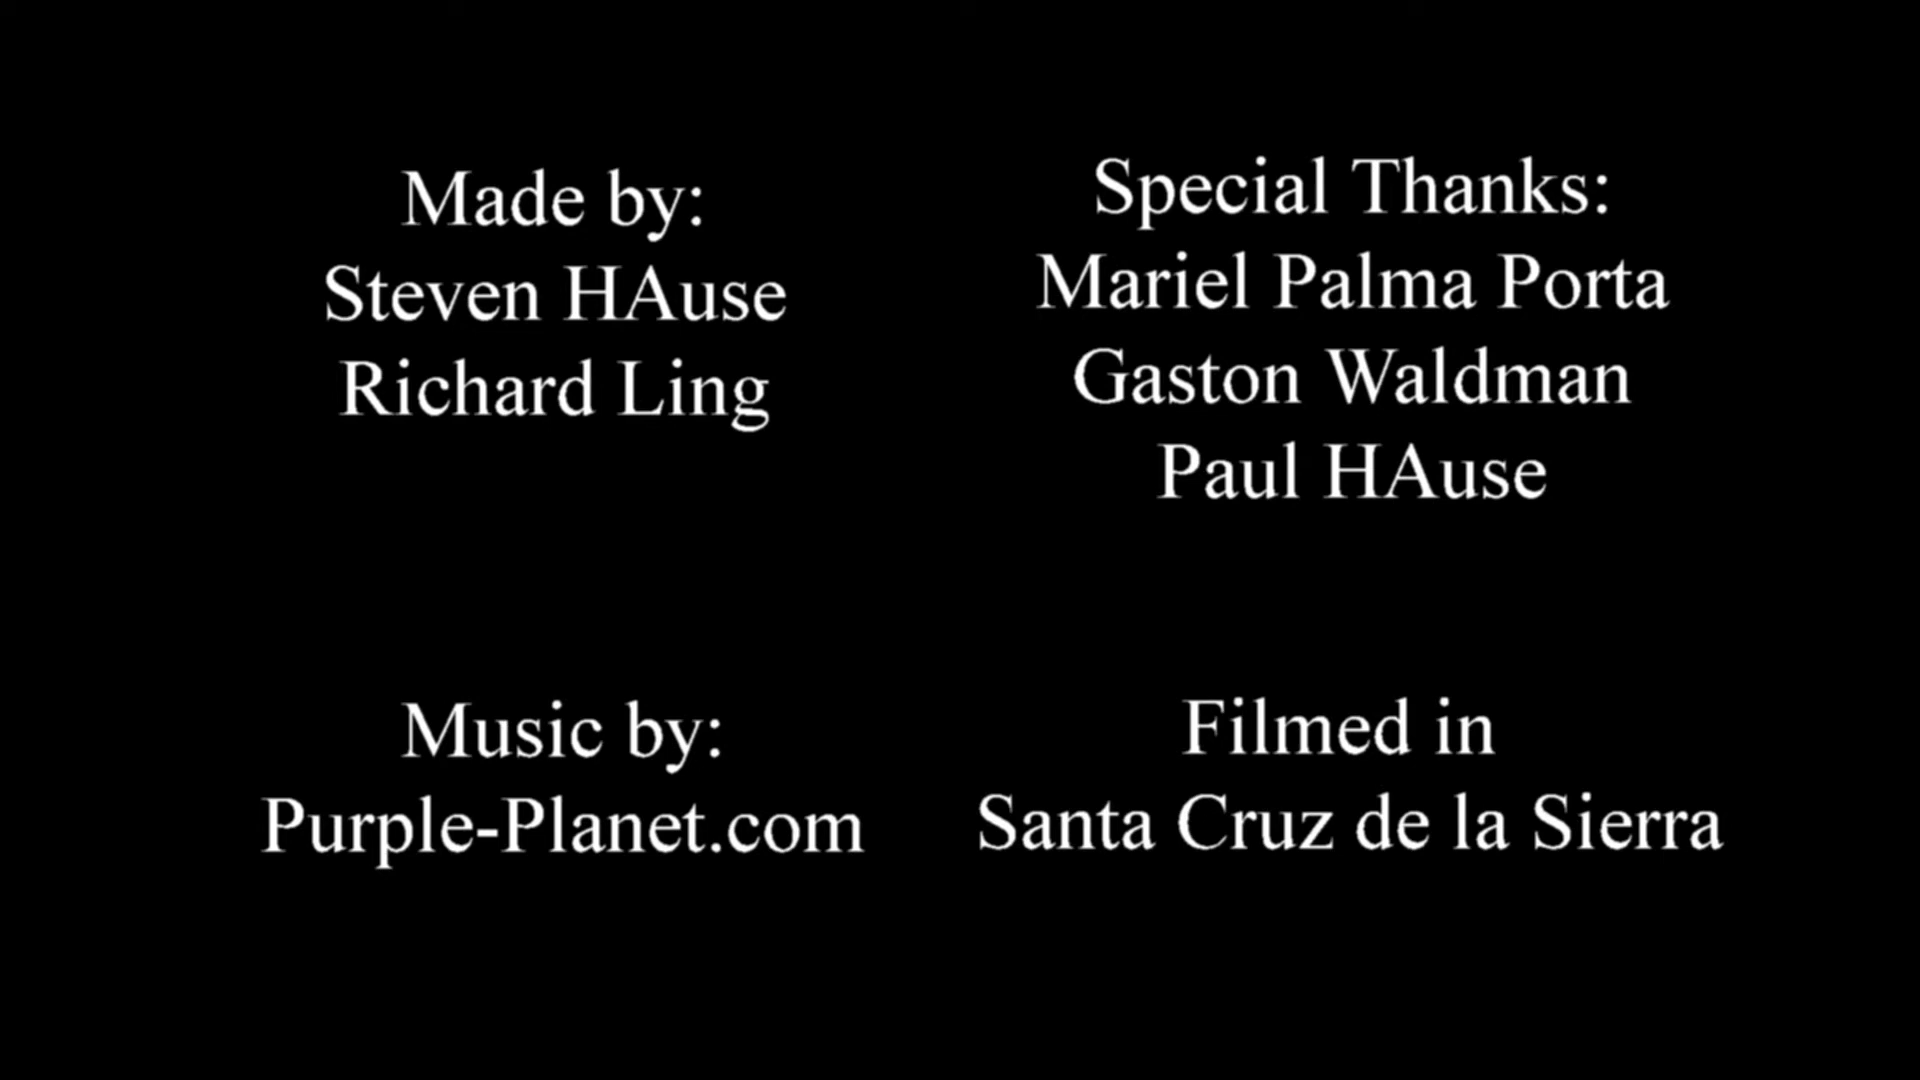 Made by:
Steven HAuse
Richard Ling
Special Thanks:
Mariel Palma Porta
Gaston Waldman
Paul HAuse
Music by:
Purple-Planet.com
Filmed in
Santa Cruz de la Sierra